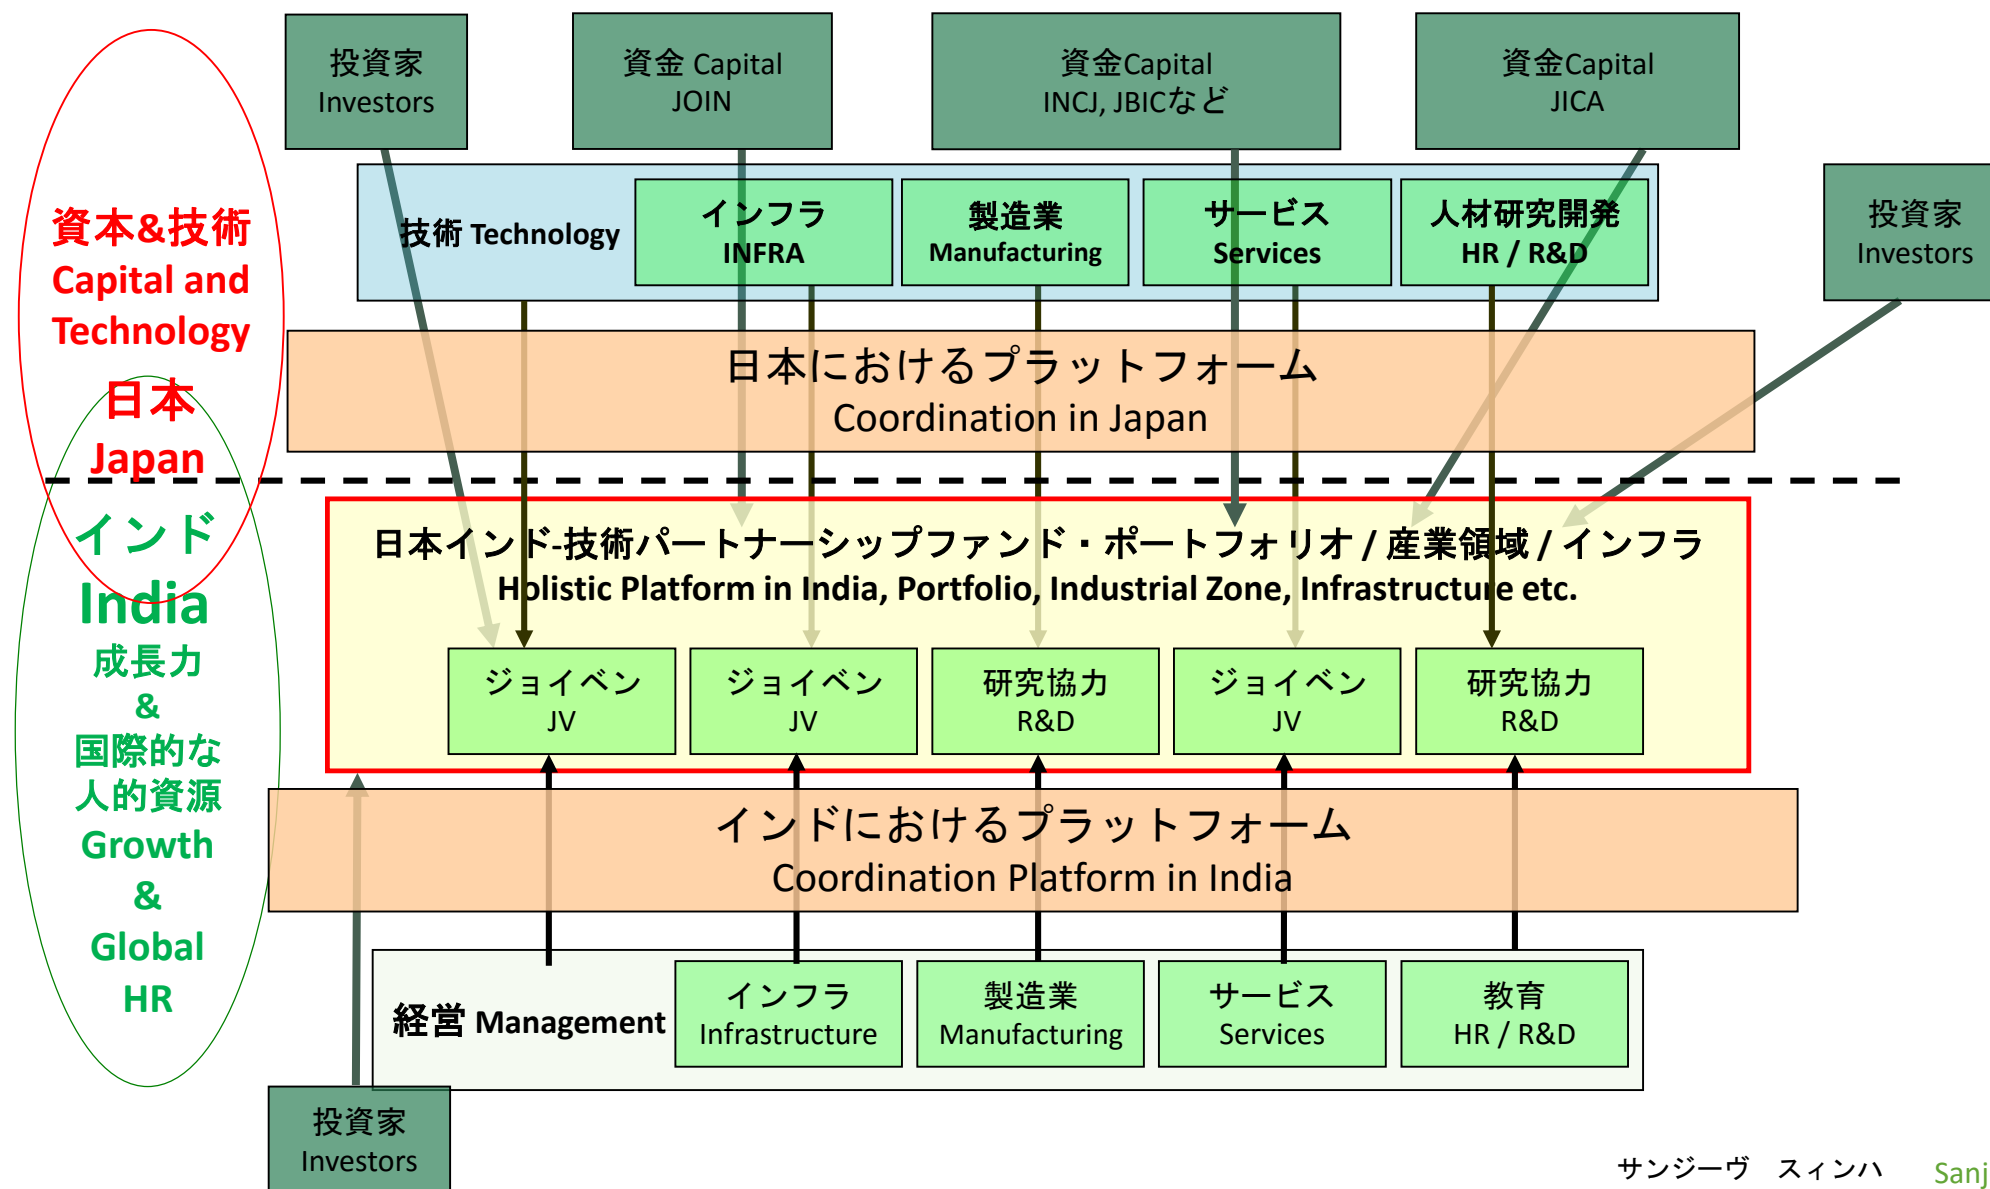 投資家
Investors
資金 Capital
JOIN
資金Capital
INCJ, JBICなど
資金Capital
JICA
技術 Technology
インフラ
INFRA
製造業
Manufacturing
サービス
Services
人材研究開発
HR / R&D
投資家
Investors
資本&技術
Capital and
Technology
日本
Japan
日本におけるプラットフォーム
Coordination in Japan
インド
India
成長力
&
国際的な
人的資源
Growth
&
Global
HR
日本インド-技術パートナーシップファンド・ポートフォリオ / 産業領域 / インフラ
Holistic Platform in India, Portfolio, Industrial Zone, Infrastructure etc.
ジョイベン
JV
ジョイベン
JV
研究協力
R&D
ジョイベン
JV
研究協力
R&D
インドにおけるプラットフォーム
Coordination Platform in India
経営 Management
インフラ
Infrastructure
製造業
Manufacturing
サービス
Services
教育
HR / R&D
投資家
Investors
サンジーヴ　スィンハ　Sanj